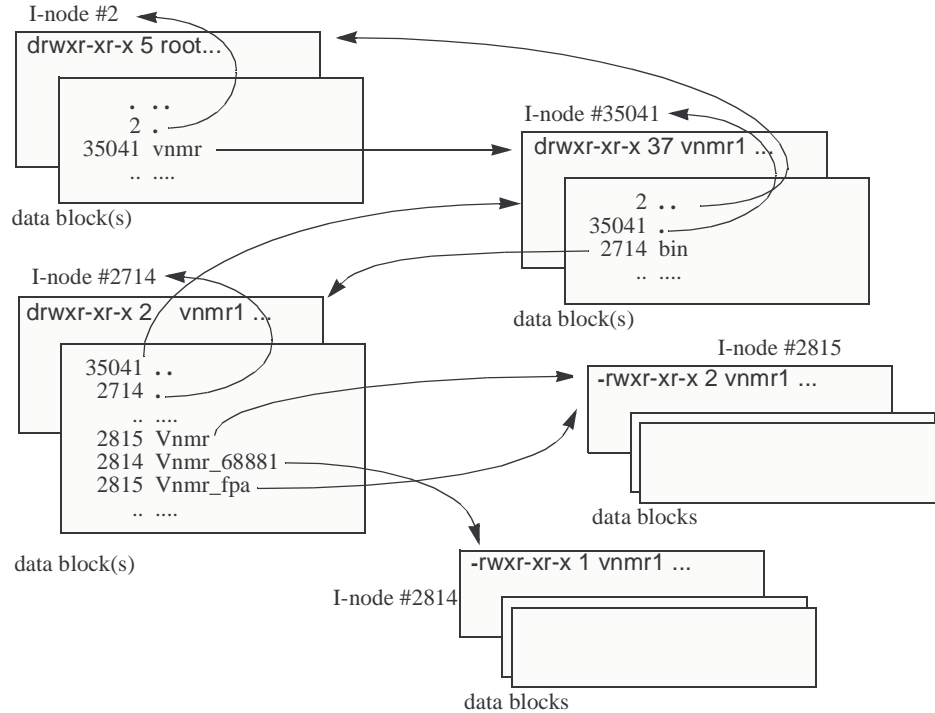 I-node #2
drwxr-xr-x 5 root...
. ..
2 .
35041 vnmr
.. ....
data block(s)
I-node #35041
drwxr-xr-x 37 vnmr1 ...
2 ..
35041 .
2714 bin
.. ....
data block(s)
I-node #2714
drwxr-xr-x 2 vnmr1 ...
35041 ..
2714 .
.. ....
2815 Vnmr
2814 Vnmr_68881
2815 Vnmr_fpa
.. ....
data block(s)
I-node #2815
-rwxr-xr-x 2 vnmr1 ...
data blocks
I-node #2814
-rwxr-xr-x 1 vnmr1 ...
data blocks